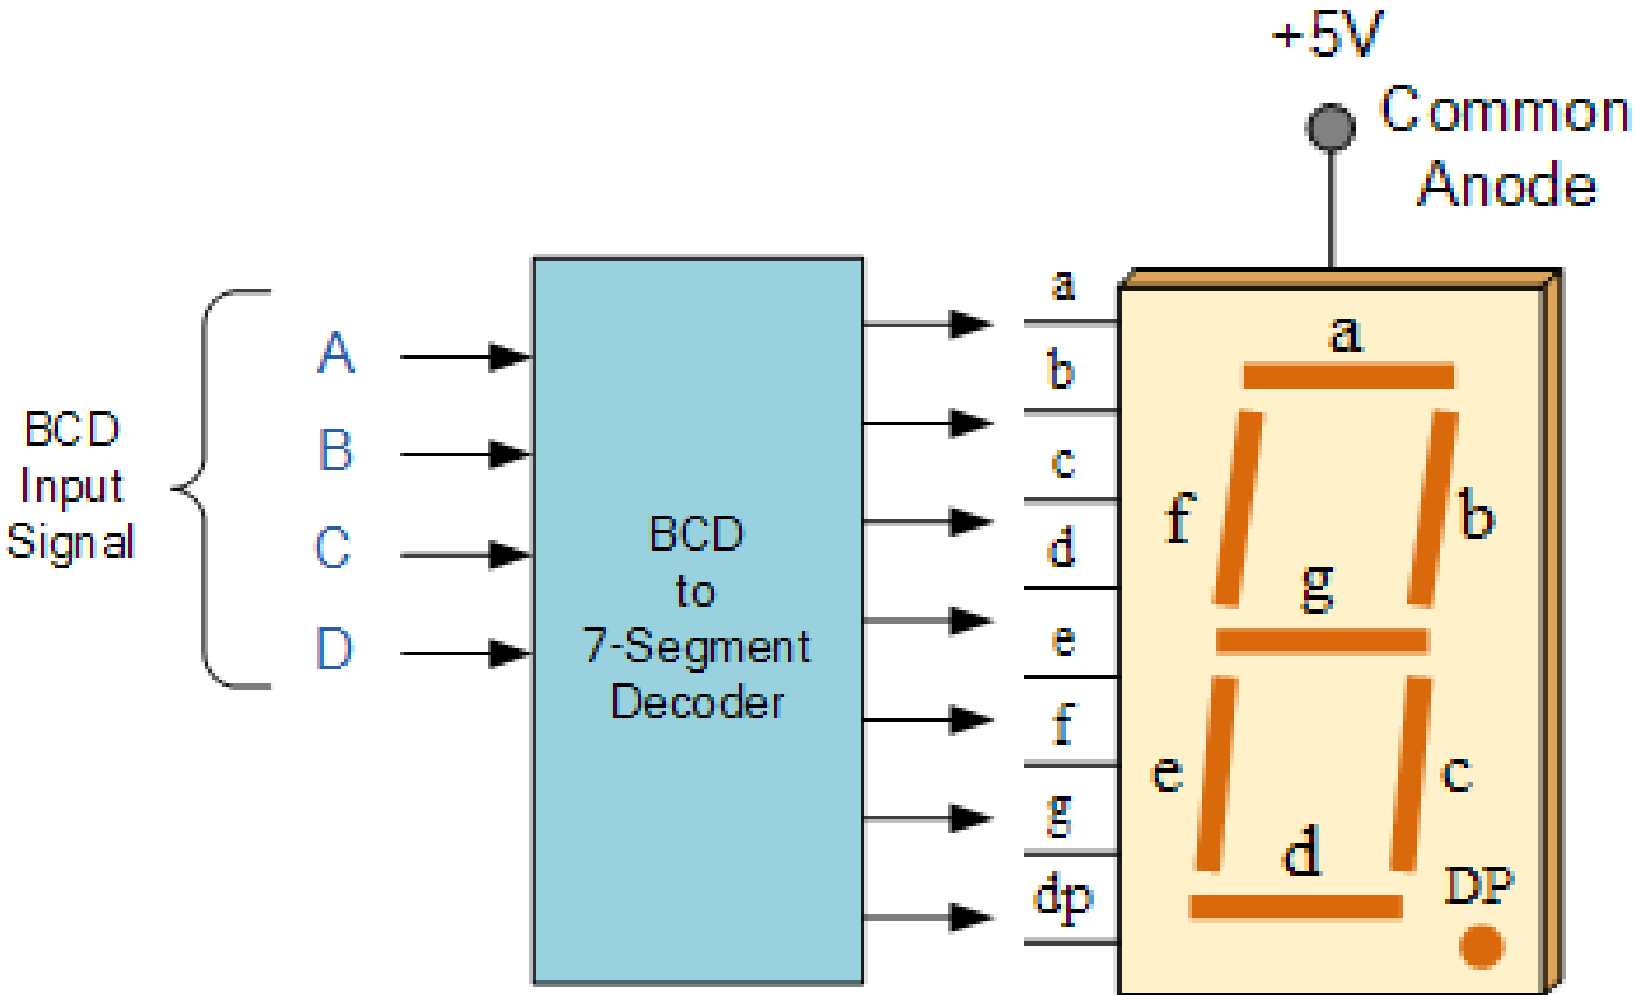 +5V
Common
Anode
BCD
Input
Signal
A
B
C
D
BCD
to
7-Segment
Decoder
a
b
c
d
e
f
g
dp
a
f
b
g
e
c
d
DP